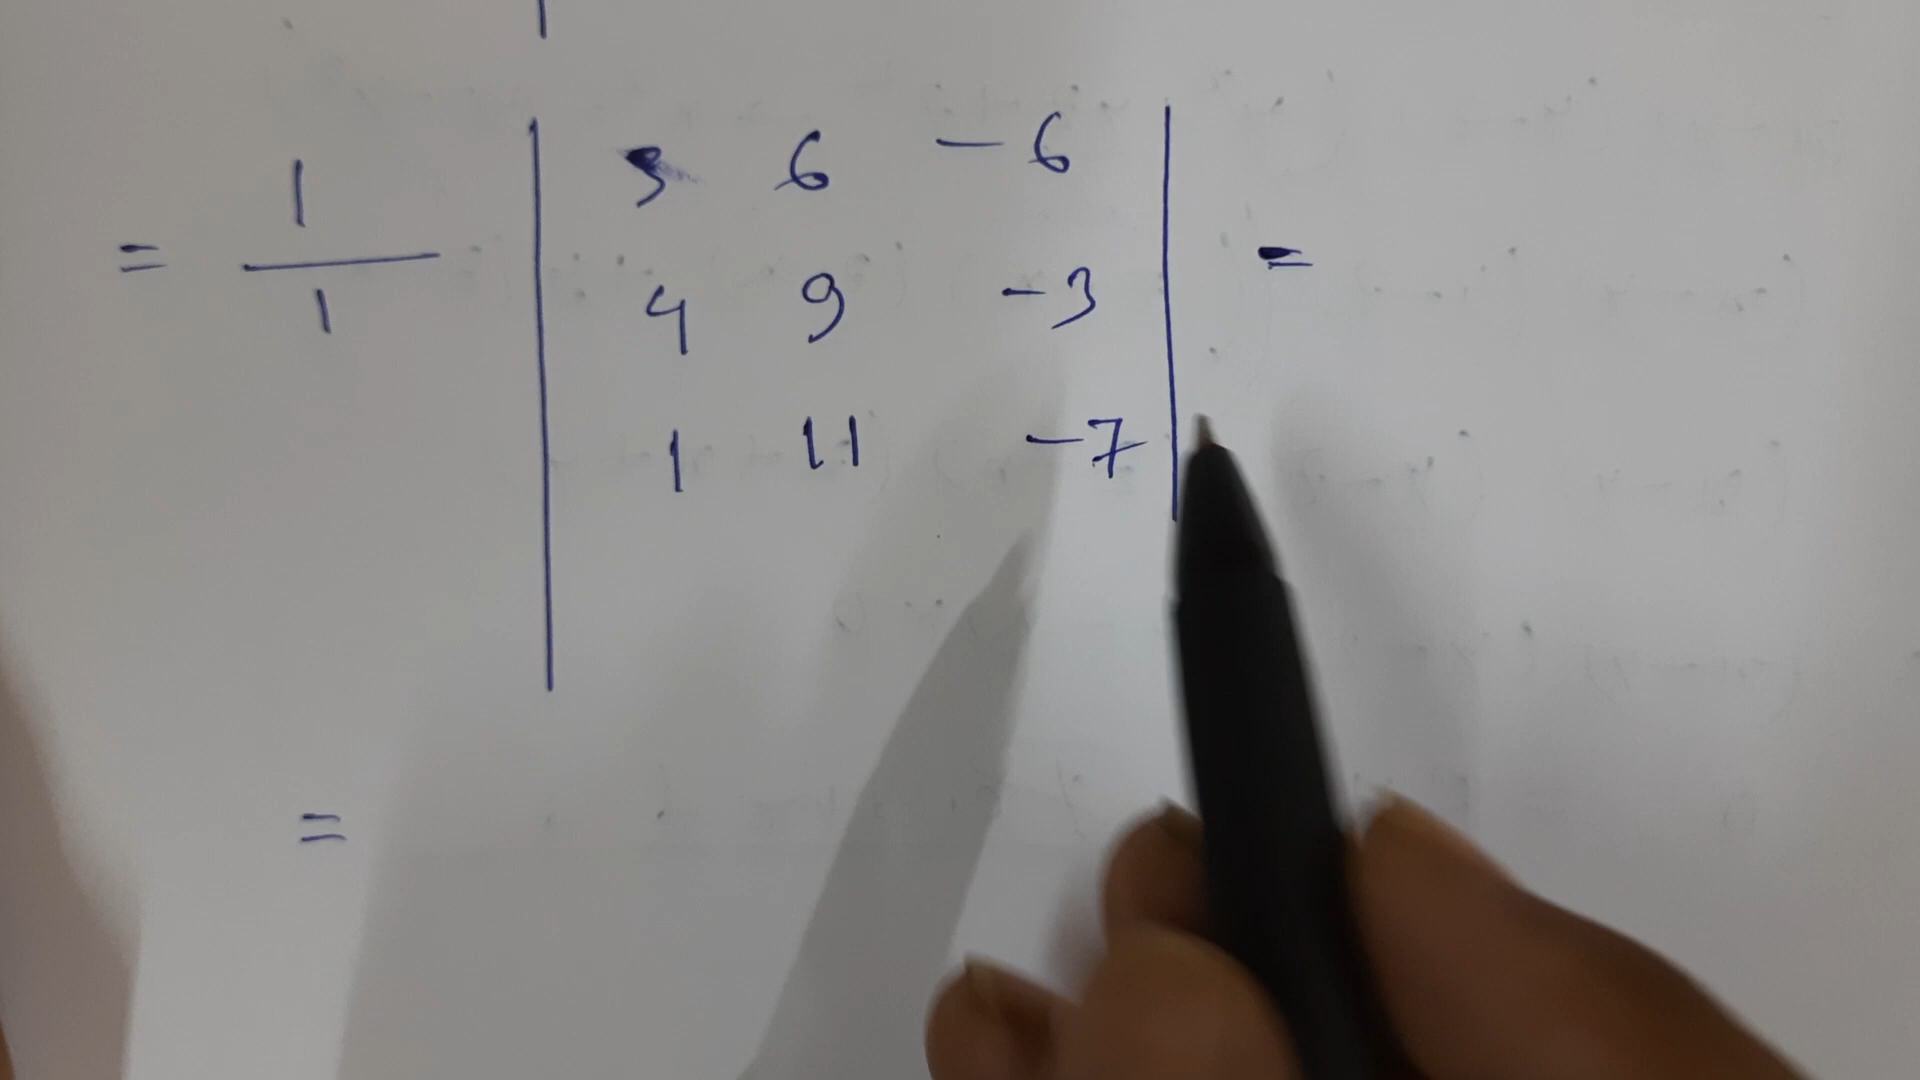 = 1/1 | 3 6 -6 | =
4 9 -3
1 11 -7
=